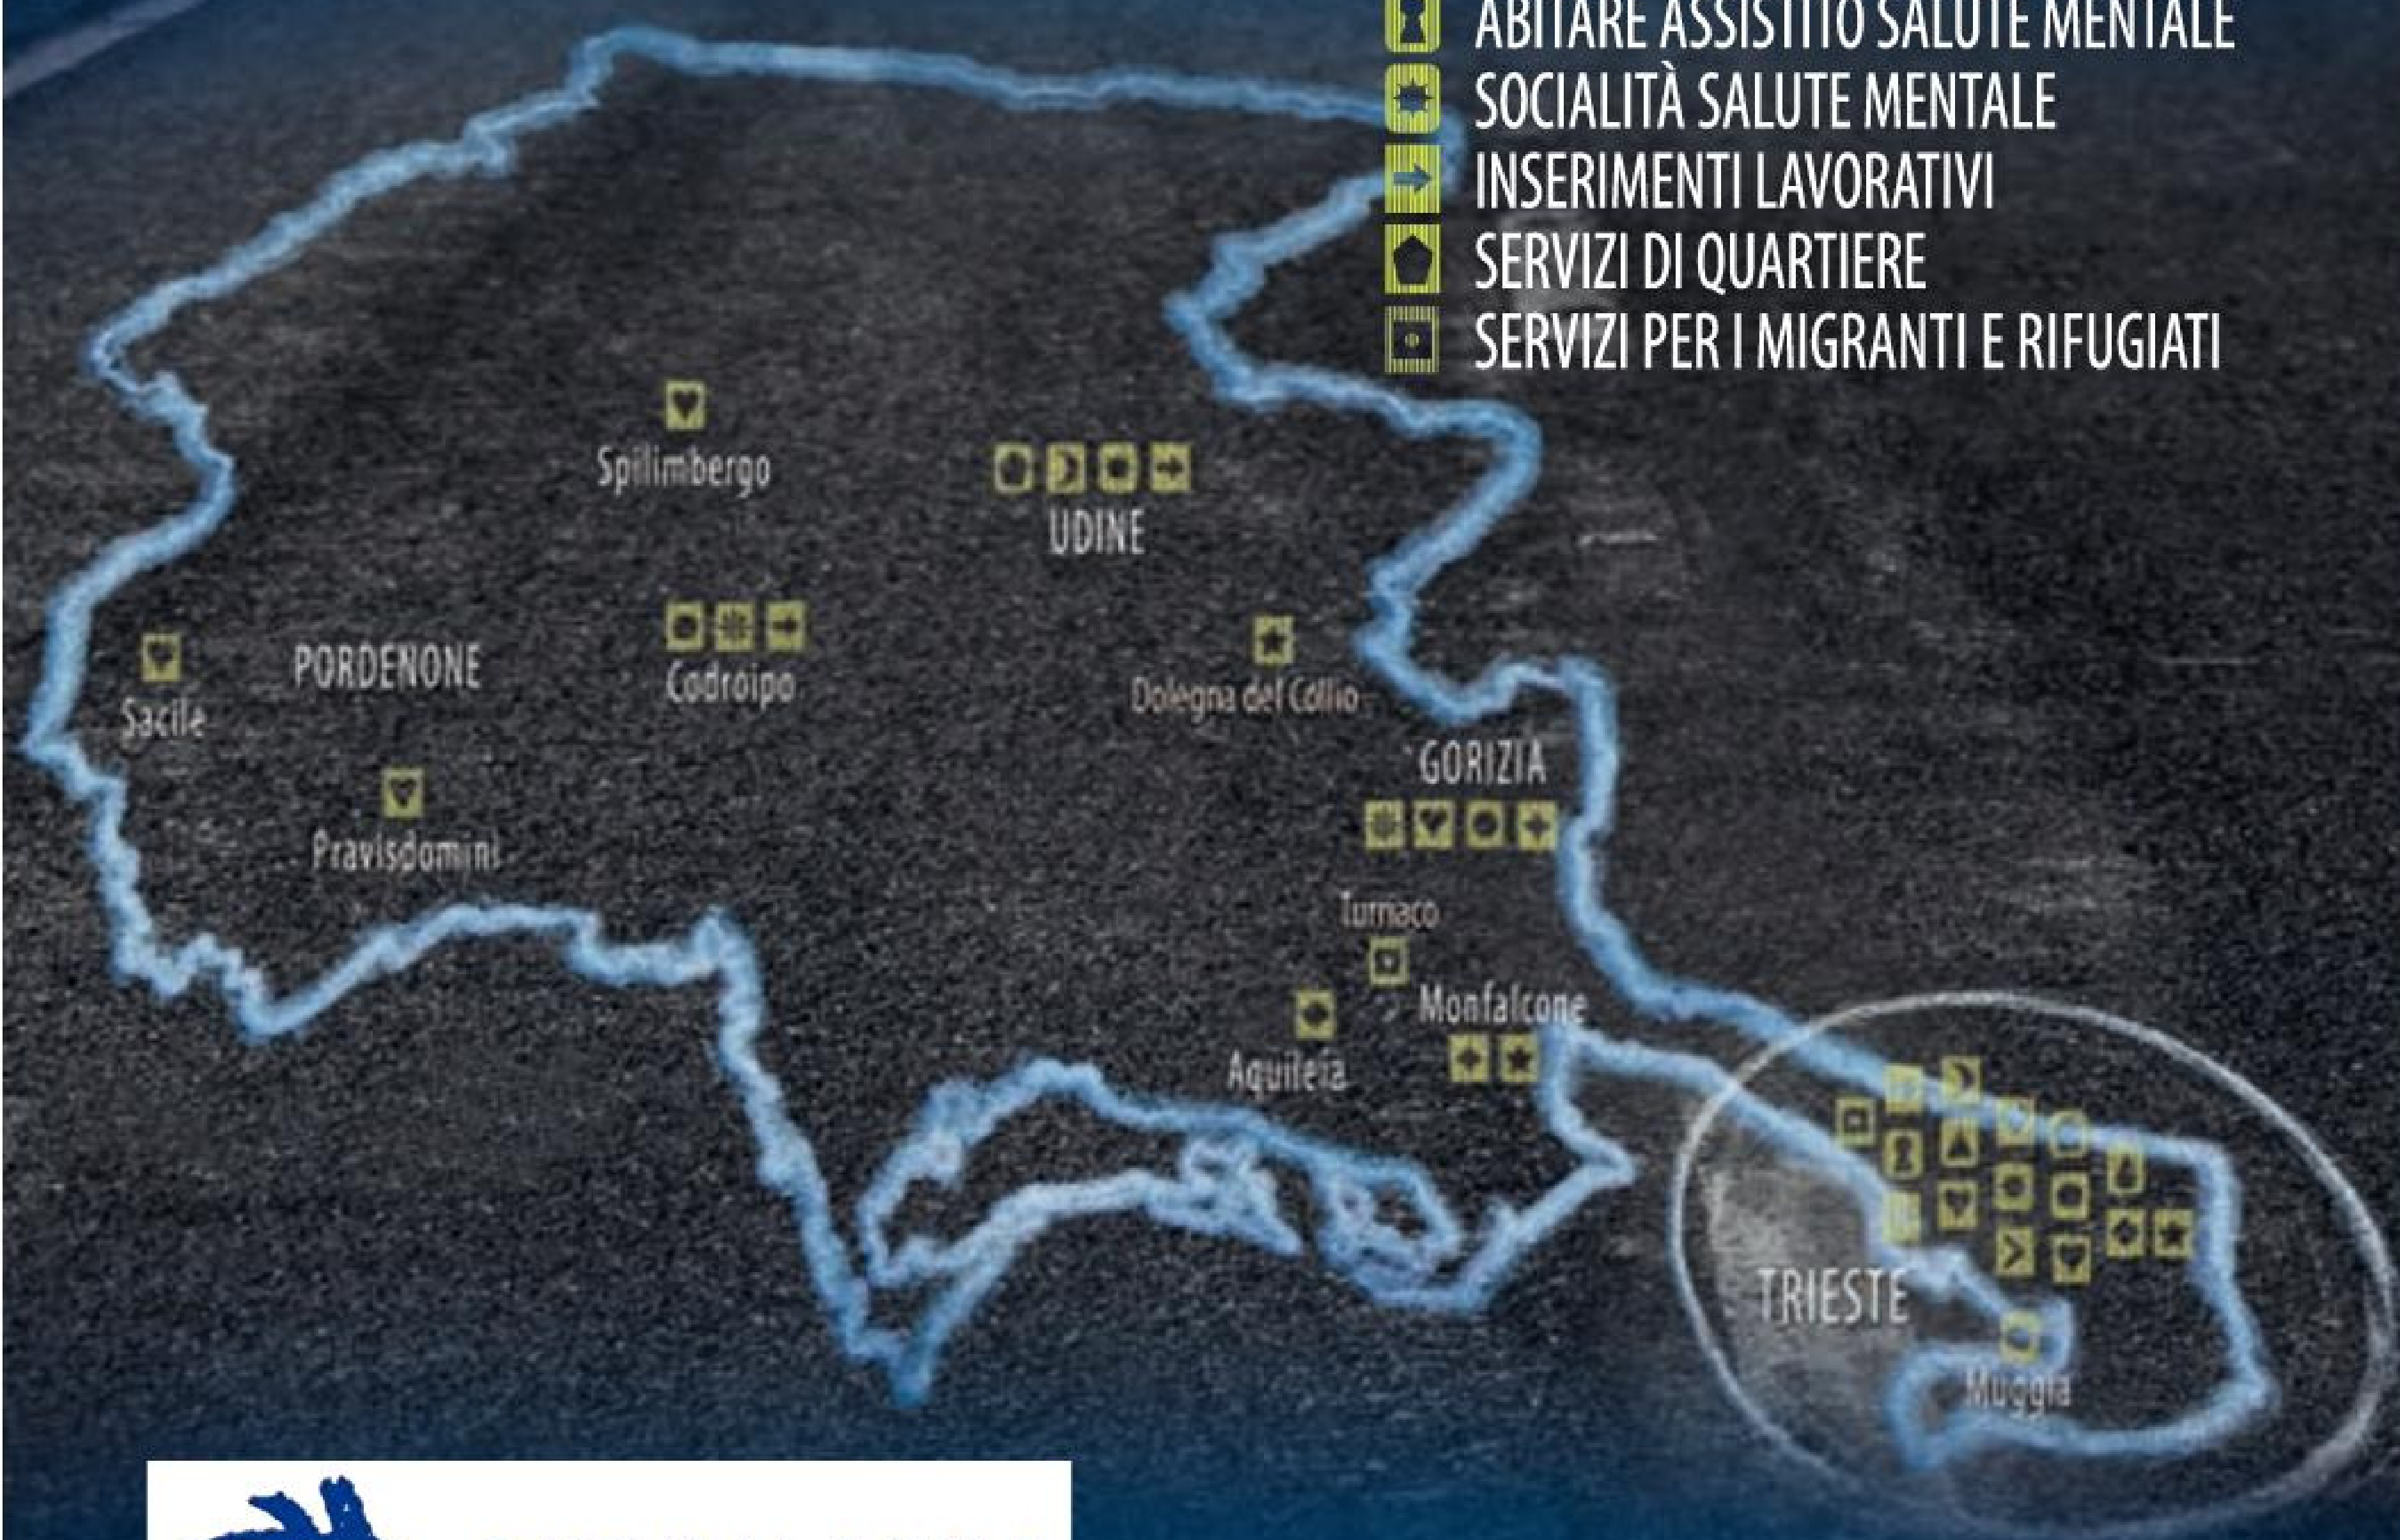 ABITARE ASSISTITO SALUTE MENTALE
SOCIALITÀ SALUTE MENTALE
INSERIMENTI LAVORATIVI
SERVIZI DI QUARTIERE
SERVIZI PER I MIGRANTI E RIFUGIATI
Spilimbergo
UDINE
PORDENONE
Codroipo
Sacile
Dolegna del Collio
GORIZIA
Pravisdomini
Turnaco
Monfalcone
Aquileia
TRIESTE
Muggia